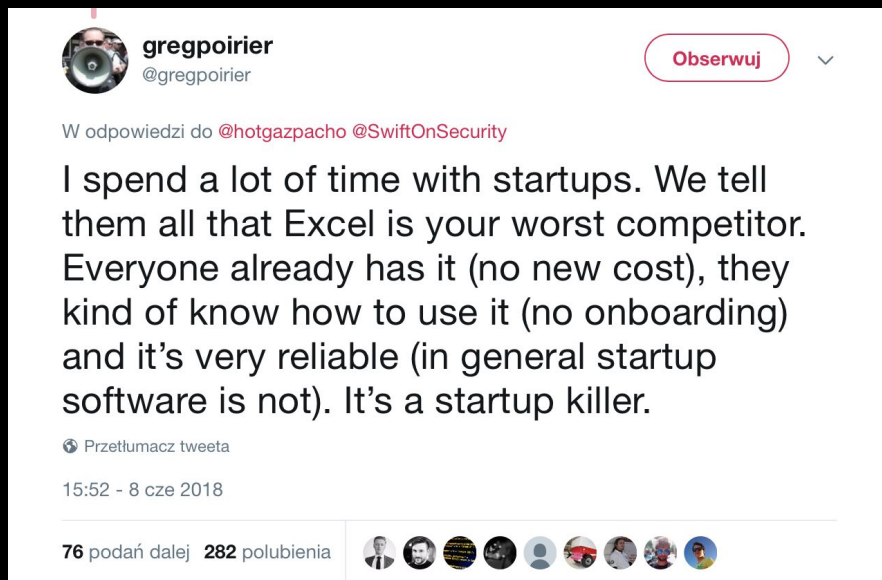 gregpoirier
@gregpoirier
Obserwuj
W odpowiedzi do @hotgazpacho @SwiftOnSecurity
I spend a lot of time with startups. We tell
them all that Excel is your worst competitor.
Everyone already has it (no new cost), they
kind of know how to use it (no onboarding)
and it’s very reliable (in general startup
software is not). It’s a startup killer.
Przetłumacz tweeta
15:52 - 8 cze 2018
76 podań dalej 282 polubienia